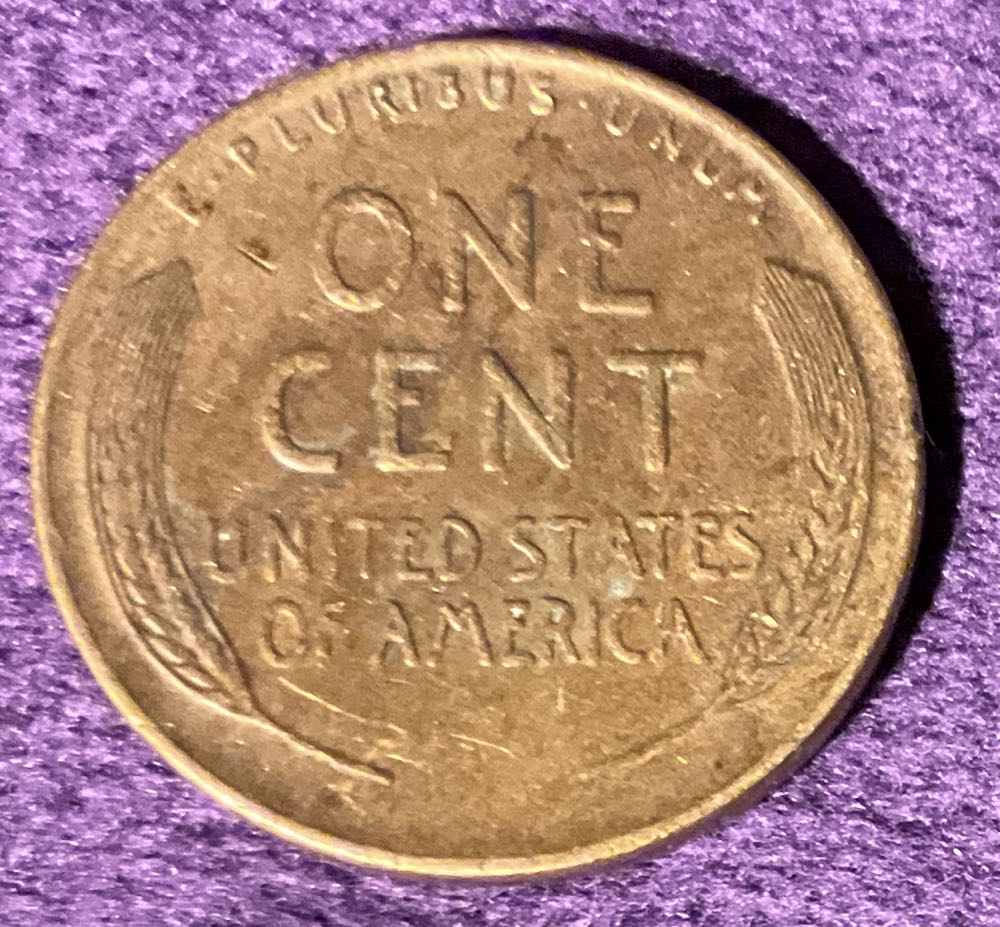 E·PLURIBUS·UNUM
ONE
CENT
UNITED STATES
OF AMERICA